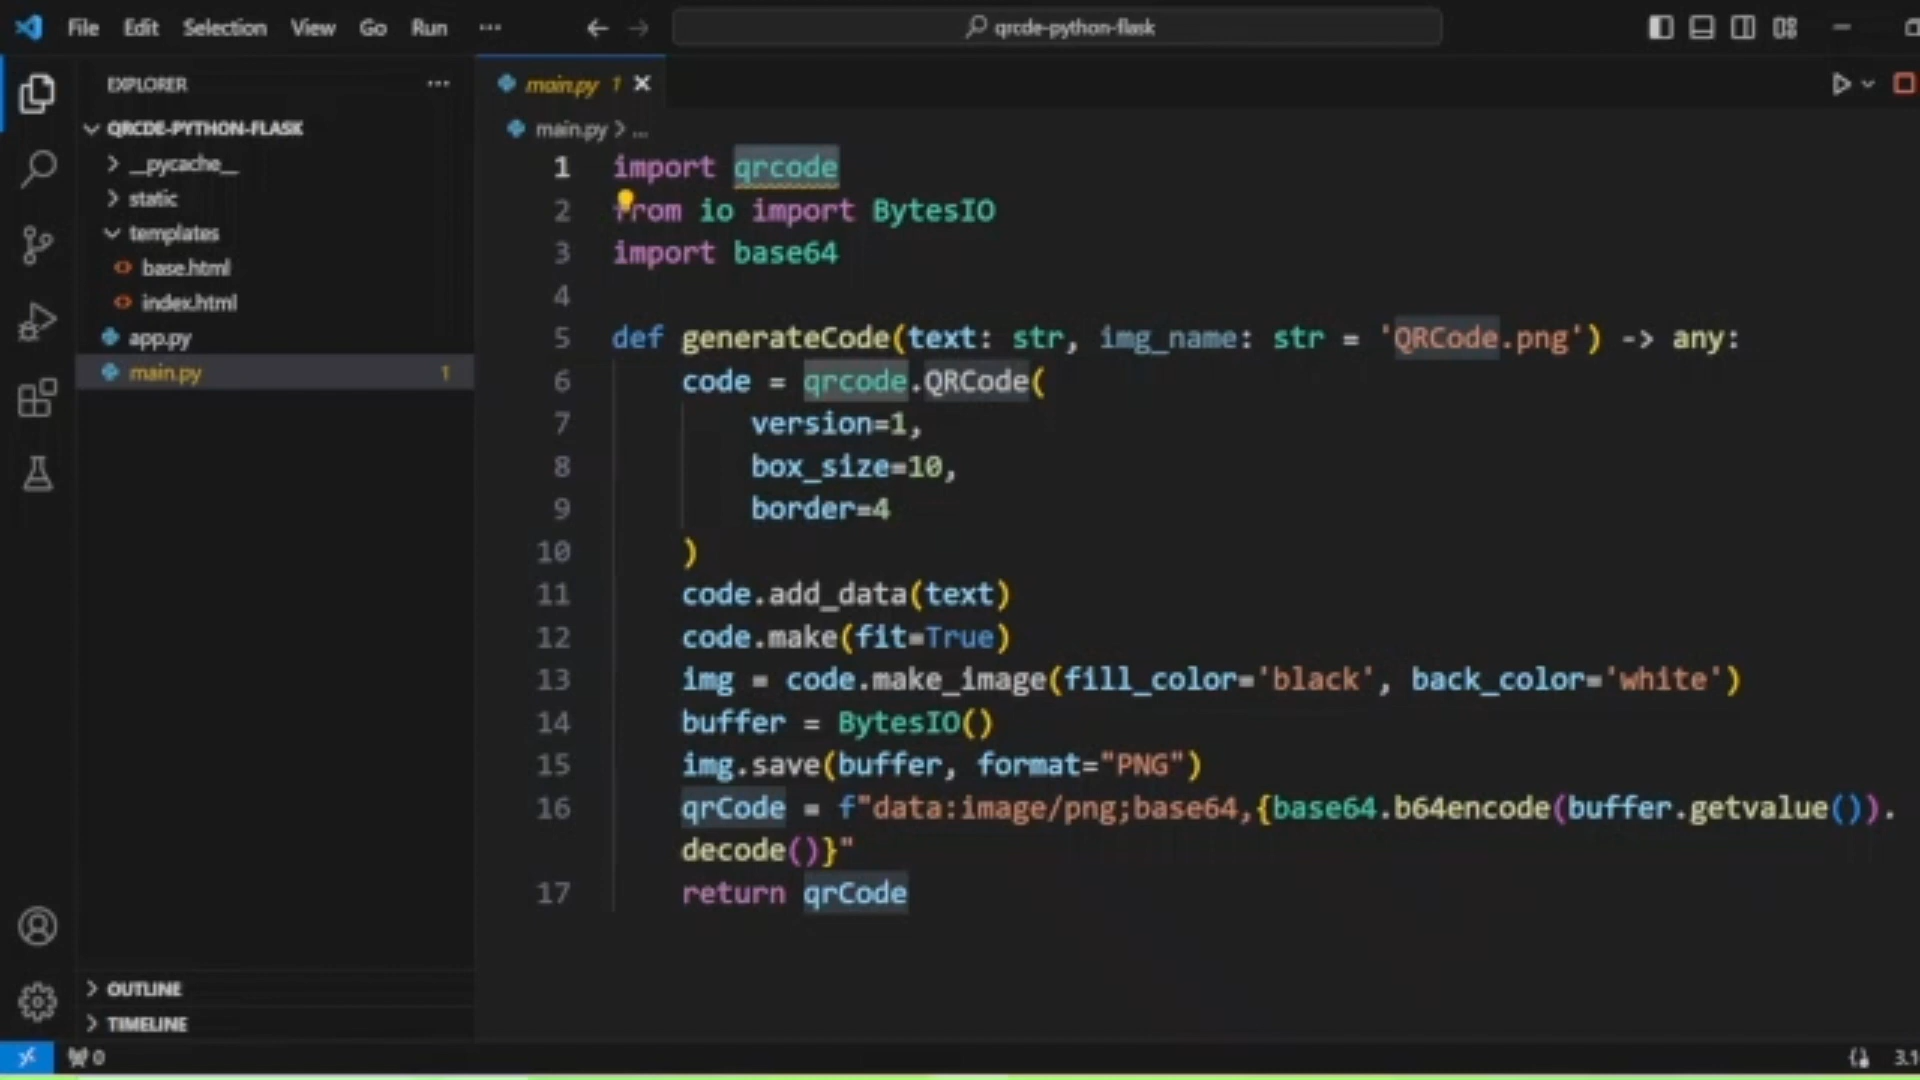 File Edit Selection View Go Run ...
qrcde-python-flask
EXPLORER ...
main.py 1
QRCDE-PYTHON-FLASK
main.py > ...
__pycache__
static
templates
base.html
index.html
app.py
main.py 1
1 import qrcode
2 from io import BytesIO
3 import base64
4
5 def generateCode(text: str, img_name: str = 'QRCode.png') -> any:
6 code = qrcode.QRCode(
7 version=1,
8 box_size=10,
9 border=4
10 )
11 code.add_data(text)
12 code.make(fit=True)
13 img = code.make_image(fill_color='black', back_color='white')
14 buffer = BytesIO()
15 img.save(buffer, format="PNG")
16 qrCode = f"data:image/png;base64,{base64.b64encode(buffer.getvalue()).
decode()}"
17 return qrCode
OUTLINE
TIMELINE
0